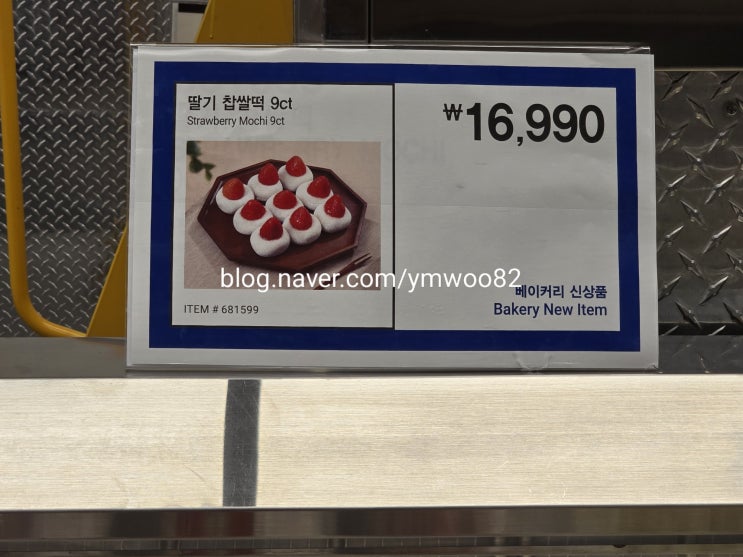 딸기 찹쌀떡 9ct
Strawberry Mochi 9ct
₩16,990
blog.naver.com/ymwoo82
ITEM # 681599
베이커리 신상품
Bakery New Item